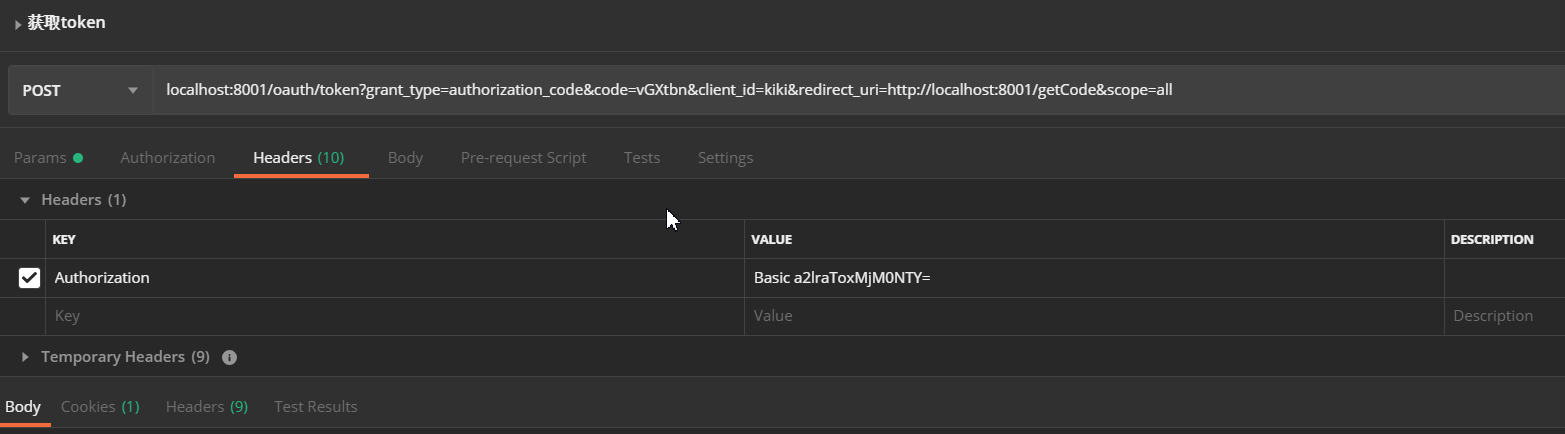 获取token
POST localhost:8001/oauth/token?grant_type=authorization_code&code=vGXtbn&client_id=kiki&redirect_uri=http://localhost:8001/getCode&scope=all
Params Authorization Headers (10) Body Pre-request Script Tests Settings
Headers (1)
KEY VALUE DESCRIPTION
Authorization Basic a2lraToxMjM0NTY=
Key Value Description
Temporary Headers (9) i
Body Cookies (1) Headers (9) Test Results